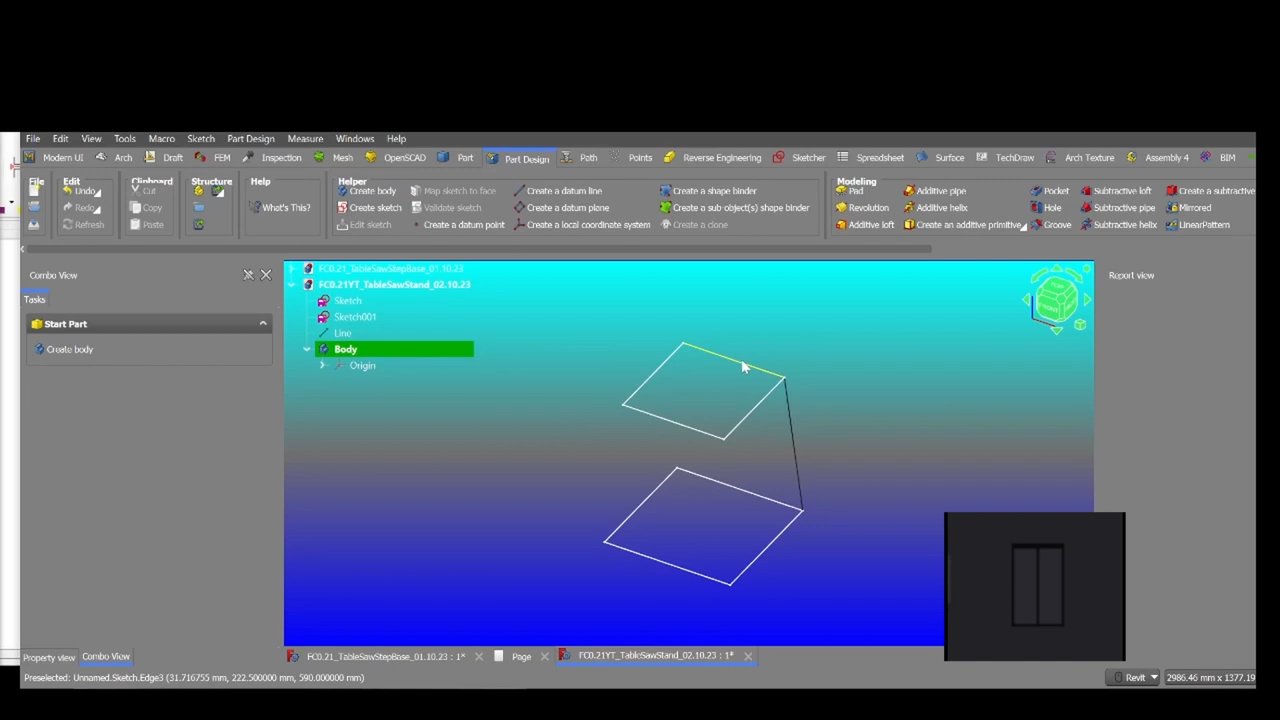 File Edit View Tools Macro Sketch Part Design Measure Windows Help
Modern UI Arch Draft FEM Inspection Mesh OpenSCAD Part Part Design Path Points Reverse Engineering Sketcher Spreadsheet Surface TechDraw Arch Texture Assembly 4 BIM
File Edit Clipboard Structure Help Helper Modeling
Undo Cut Create body Map sketch to face Create a datum line Create a shape binder Pad Additive pipe Pocket Subtractive loft Create a subtractive
Redo Copy What's This? Create sketch Validate sketch Create a datum plane Create a sub-object(s) shape binder Revolution Additive helix Hole Subtractive pipe Mirrored
Refresh Paste Edit sketch Create a datum point Create a local coordinate system Create a clone Additive loft Create an additive primitive Groove Subtractive helix LinearPattern
Combo View
Report view
Tasks
Start Part
Create body
FC0.21_TableSawStepBase_01.10.23
FC0.21YT_TableSawStand_02.10.23
Sketch
Sketch001
Line
Body
Origin
Property view Combo View
FC0.21_TableSawStepBase_01.10.23 : 1* Page FC0.21YT_TableSawStand_02.10.23 : 1*
Preselected: Unnamed.Sketch.Edge3 (31.716755 mm, 222.500000 mm, 590.000000 mm)
Revit 2986.46 mm x 1377.19